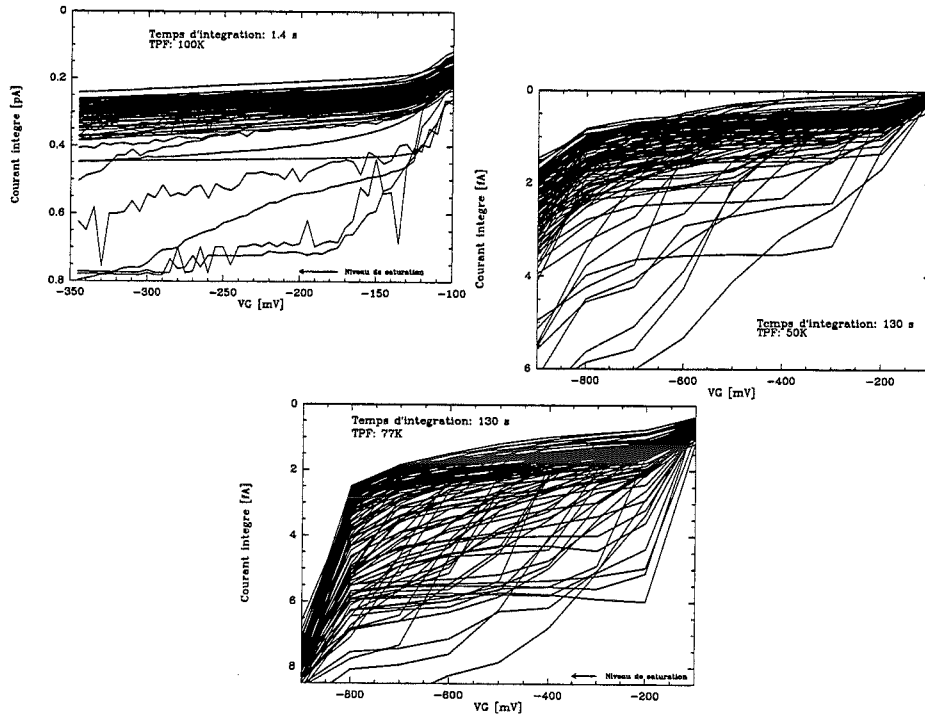 0
Temps d'integration: 1.4 s
TPF: 100K
0.2
0.4
0.6
0.8
Courant integre [pA]
Niveau de saturation
-350 -300 -250 -200 -150 -100
VG [mV]
0
2
4
6
Courant integre [fA]
Temps d'integration: 130 s
TPF: 50K
-800 -600 -400 -200
VG [mV]
0
Temps d'integration: 130 s
TPF: 77K
2
4
6
8
Courant integre [fA]
Niveau de saturation
-800 -600 -400 -200
VG [mV]